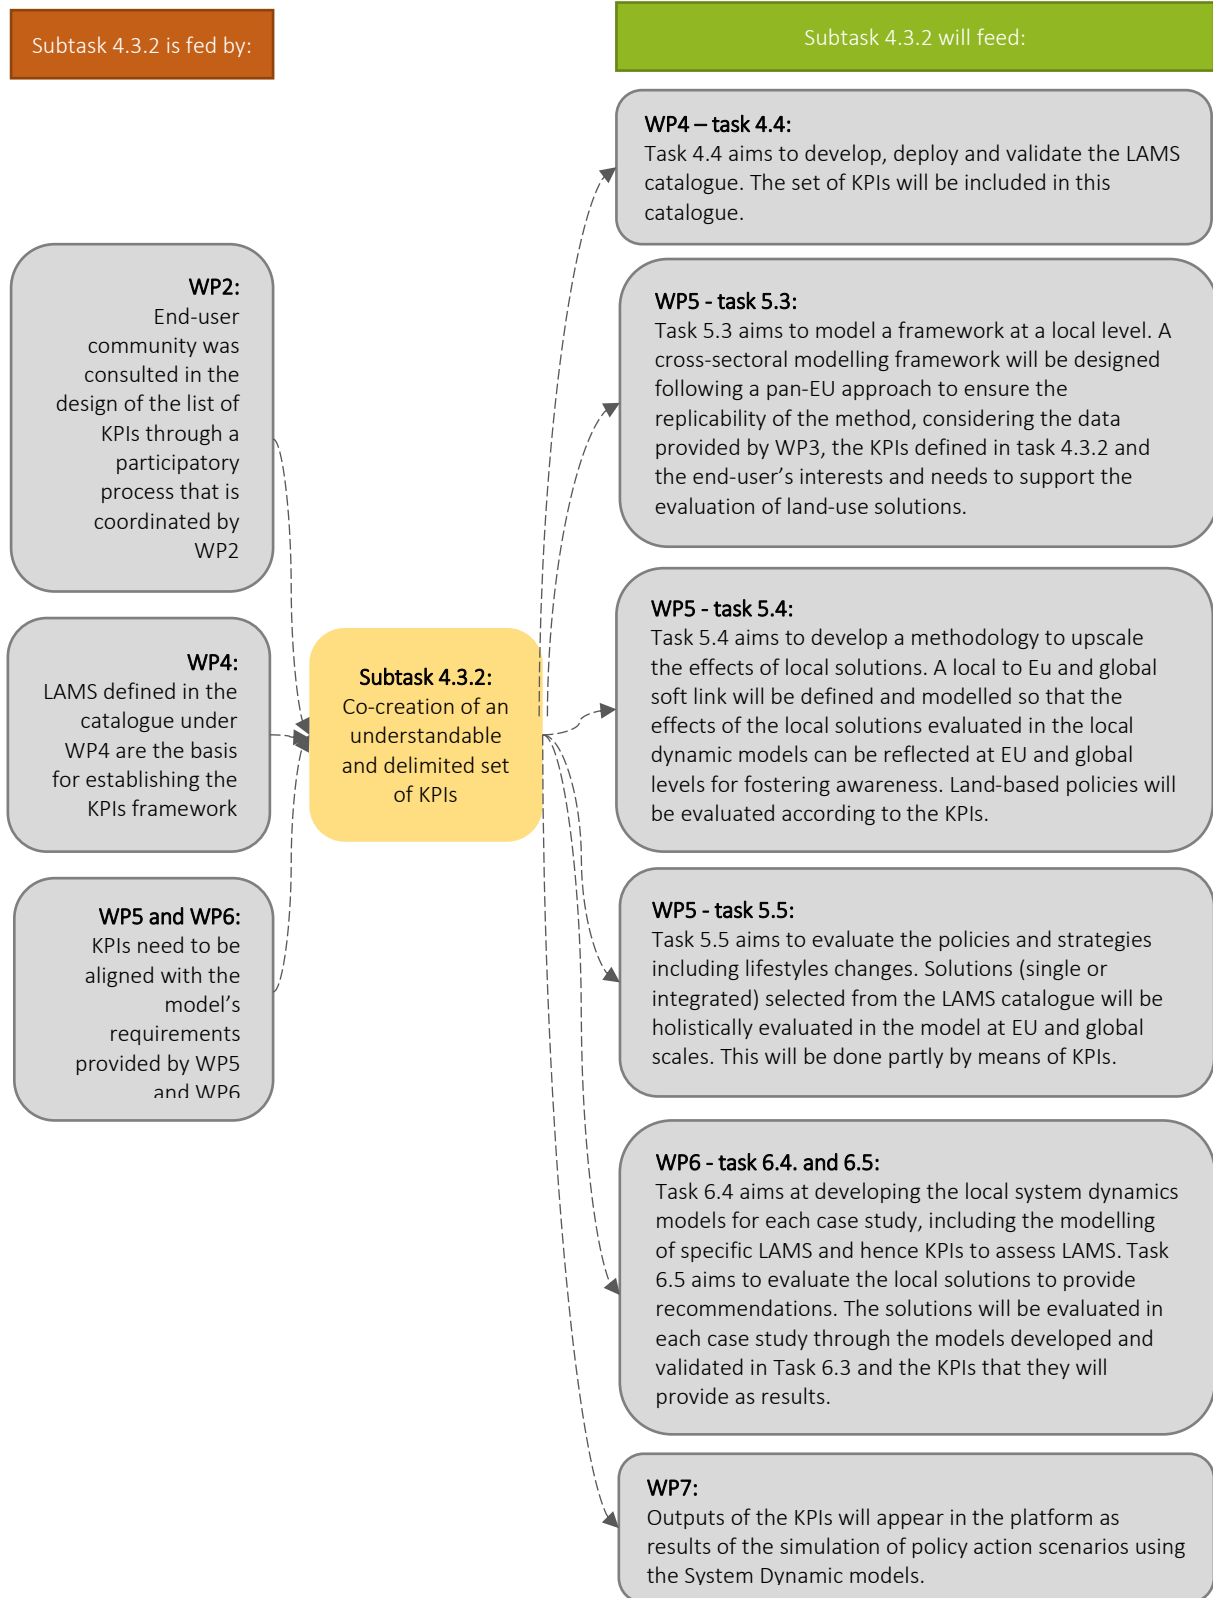 Subtask 4.3.2 is fed by:
Subtask 4.3.2 will feed:
WP2:
End-user
community was
consulted in the
design of the list of
KPIs through a
participatory
process that is
coordinated by
WP2
WP4:
LAMS defined in the
catalogue under
WP4 are the basis
for establishing the
KPIs framework
WP5 and WP6:
KPIs need to be
aligned with the
model's
requirements
provided by WP5
and WP6
Subtask 4.3.2:
Co-creation of an
understandable
and delimited set
of KPIs
WP4 – task 4.4:
Task 4.4 aims to develop, deploy and validate the LAMS
catalogue. The set of KPIs will be included in this
catalogue.
WP5 - task 5.3:
Task 5.3 aims to model a framework at a local level. A
cross-sectoral modelling framework will be designed
following a pan-EU approach to ensure the
replicability of the method, considering the data
provided by WP3, the KPIs defined in task 4.3.2 and
the end-user's interests and needs to support the
evaluation of land-use solutions.
WP5 - task 5.4:
Task 5.4 aims to develop a methodology to upscale
the effects of local solutions. A local to Eu and global
soft link will be defined and modelled so that the
effects of the local solutions evaluated in the local
dynamic models can be reflected at EU and global
levels for fostering awareness. Land-based policies will
be evaluated according to the KPIs.
WP5 - task 5.5:
Task 5.5 aims to evaluate the policies and strategies
including lifestyles changes. Solutions (single or
integrated) selected from the LAMS catalogue will be
holistically evaluated in the model at EU and global
scales. This will be done partly by means of KPIs.
WP6 - task 6.4. and 6.5:
Task 6.4 aims at developing the local system dynamics
models for each case study, including the modelling
of specific LAMS and hence KPIs to assess LAMS. Task
6.5 aims to evaluate the local solutions to provide
recommendations. The solutions will be evaluated in
each case study through the models developed and
validated in Task 6.3 and the KPIs that they will
provide as results.
WP7:
Outputs of the KPIs will appear in the platform as
results of the simulation of policy action scenarios using
the System Dynamic models.